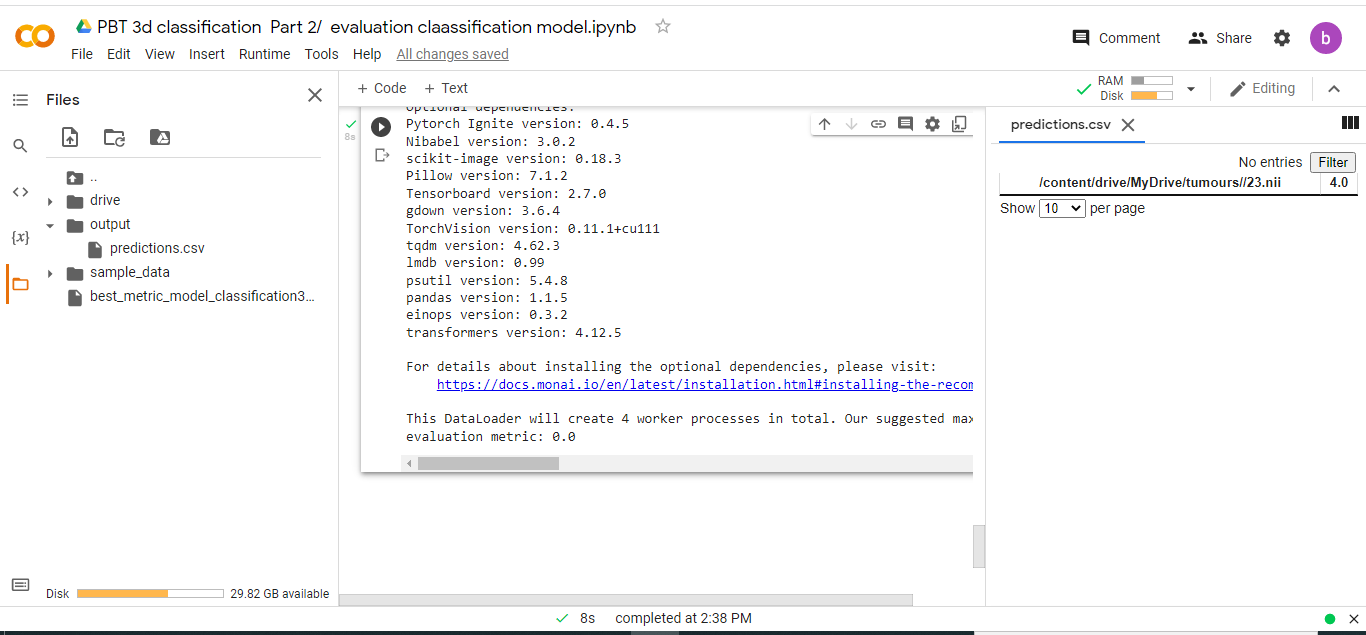 PBT 3d classification  Part 2/  evaluation claassification model.ipynb
File Edit View Insert Runtime Tools Help All changes saved
Comment Share b
Files
+ Code + Text
RAM
Disk
Editing
..
drive
output
predictions.csv
sample_data
best_metric_model_classification3...
Disk 29.82 GB available
8s
Optional dependencies:
Pytorch Ignite version: 0.4.5
Nibabel version: 3.0.2
scikit-image version: 0.18.3
Pillow version: 7.1.2
Tensorboard version: 2.7.0
gdown version: 3.6.4
TorchVision version: 0.11.1+cu111
tqdm version: 4.62.3
lmdb version: 0.99
psutil version: 5.4.8
pandas version: 1.1.5
einops version: 0.3.2
transformers version: 4.12.5
For details about installing the optional dependencies, please visit:
https://docs.monai.io/en/latest/installation.html#installing-the-recom
This DataLoader will create 4 worker processes in total. Our suggested max
evaluation metric: 0.0
predictions.csv
No entries Filter
/content/drive/MyDrive/tumours//23.nii 4.0
Show 10 per page
8s completed at 2:38 PM